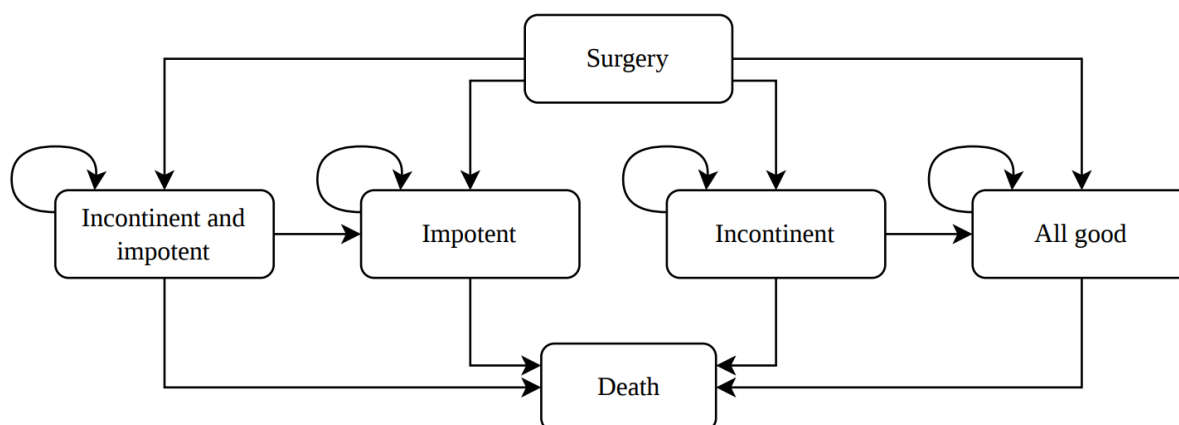 Surgery
Incontinent and
impotent
Impotent
Incontinent
All good
Death